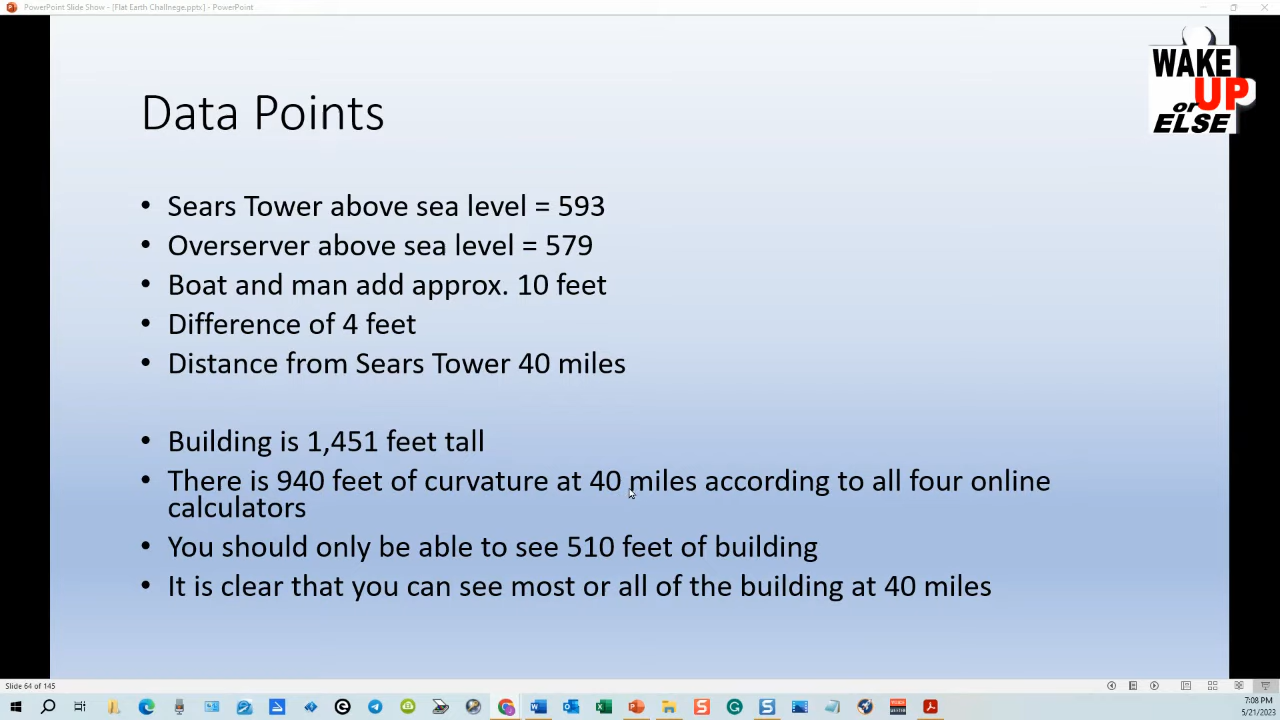 PowerPoint Slide Show - [Flat Earth Challnege.pptx] - PowerPoint
WAKE
UP
or
ELSE
Data Points
• Sears Tower above sea level = 593
• Overserver above sea level = 579
• Boat and man add approx. 10 feet
• Difference of 4 feet
• Distance from Sears Tower 40 miles
• Building is 1,451 feet tall
• There is 940 feet of curvature at 40 miles according to all four online
calculators
• You should only be able to see 510 feet of building
• It is clear that you can see most or all of the building at 40 miles
Slide 64 of 145
7:08 PM
5/21/2023